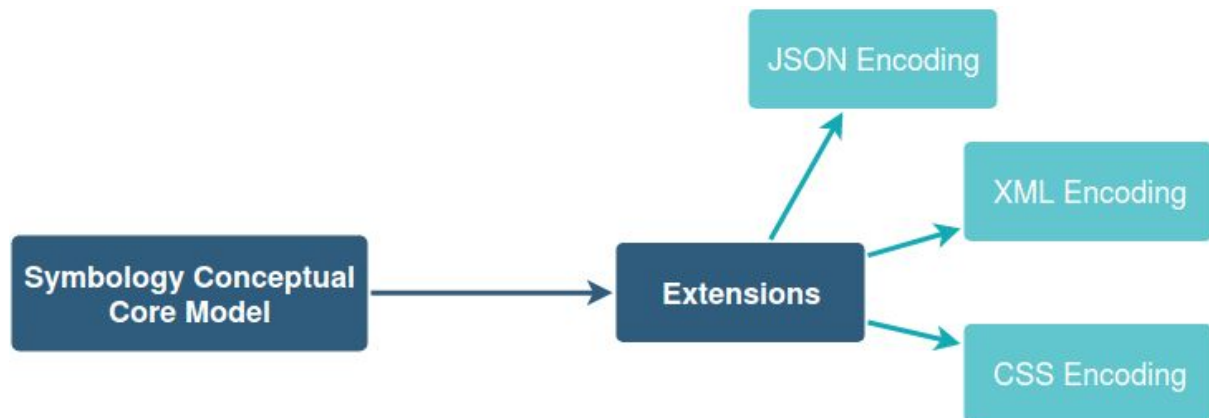 JSON Encoding
XML Encoding
Symbology Conceptual
Core Model
Extensions
CSS Encoding